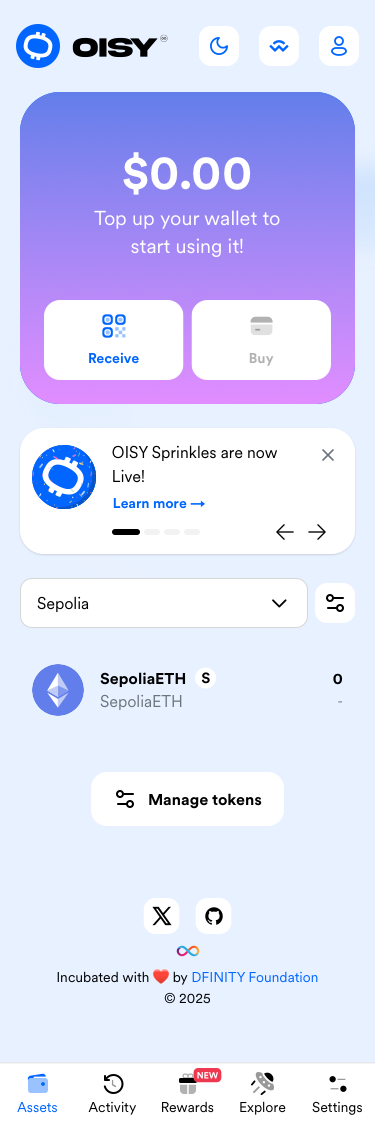 OISY
$0.00
Top up your wallet to
start using it!
Receive
Buy
OISY Sprinkles are now
Live!
Learn more →
Sepolia
SepoliaETH S
0
SepoliaETH
-
Manage tokens
Incubated with ❤️ by DFINITY Foundation
© 2025
NEW
Assets
Activity
Rewards
Explore
Settings